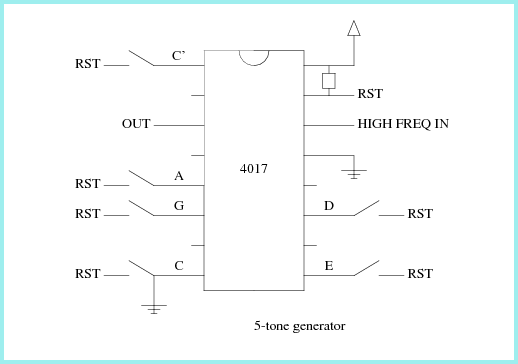 RST C’
RST
OUT HIGH FREQ IN
4017
RST A
RST G D RST
RST C E RST
5-tone generator